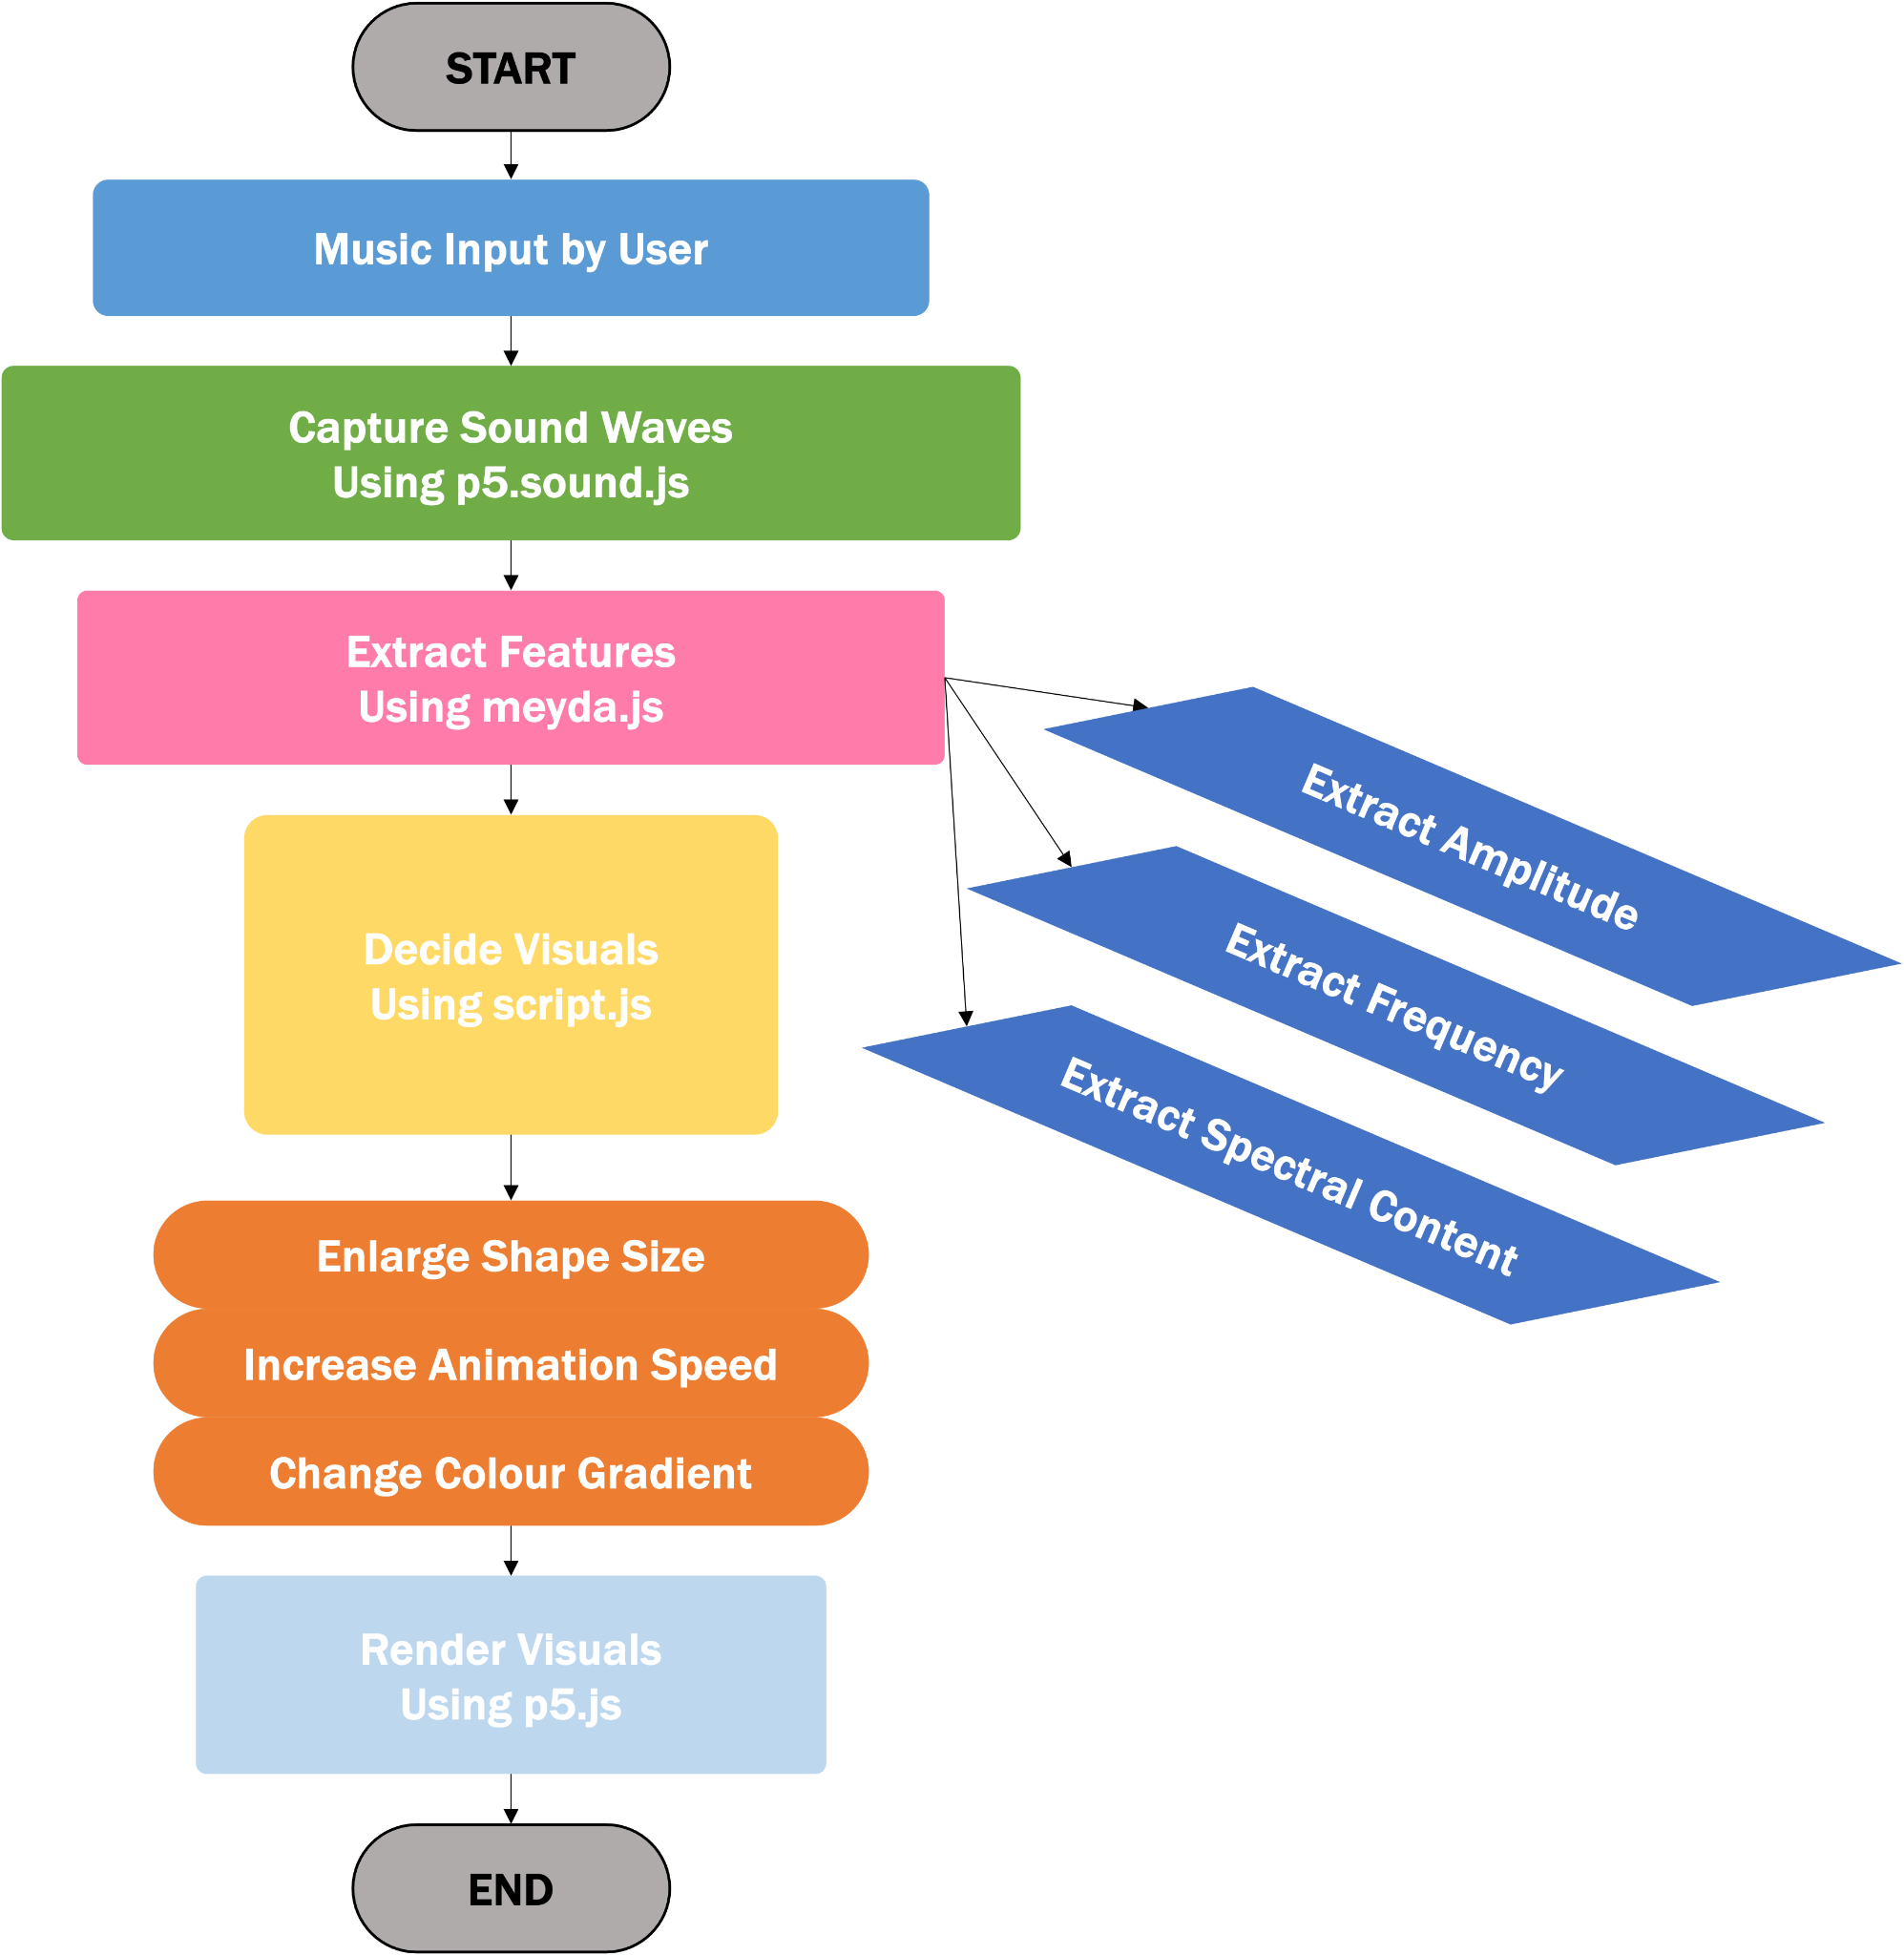 START
Music Input by User
Capture Sound Waves
Using p5.sound.js
Extract Features
Using meyda.js
Extract Amplitude
Extract Frequency
Extract Spectral Content
Decide Visuals
Using script.js
Enlarge Shape Size
Increase Animation Speed
Change Colour Gradient
Render Visuals
Using p5.js
END